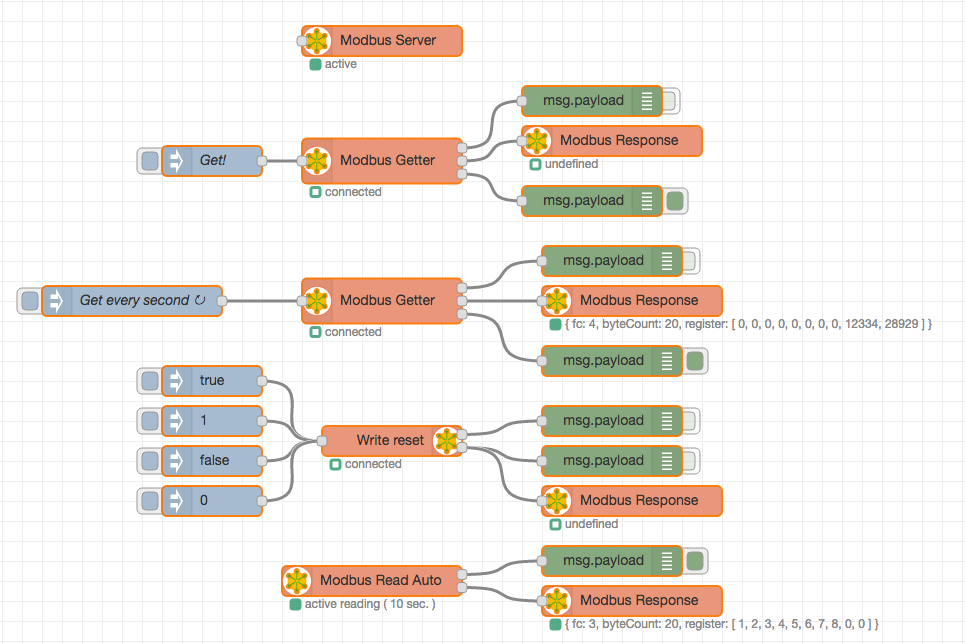 Modbus Server
active
msg.payload
Get!
Modbus Getter
Modbus Response
connected
undefined
msg.payload
msg.payload
Get every second ↻
Modbus Getter
Modbus Response
connected
{ fc: 4, byteCount: 20, register: [ 0, 0, 0, 0, 0, 0, 0, 0, 12334, 28929 ] }
msg.payload
true
1
false
0
Write reset
connected
msg.payload
msg.payload
Modbus Response
undefined
msg.payload
Modbus Read Auto
active reading ( 10 sec. )
Modbus Response
{ fc: 3, byteCount: 20, register: [ 1, 2, 3, 4, 5, 6, 7, 8, 0, 0 ] }